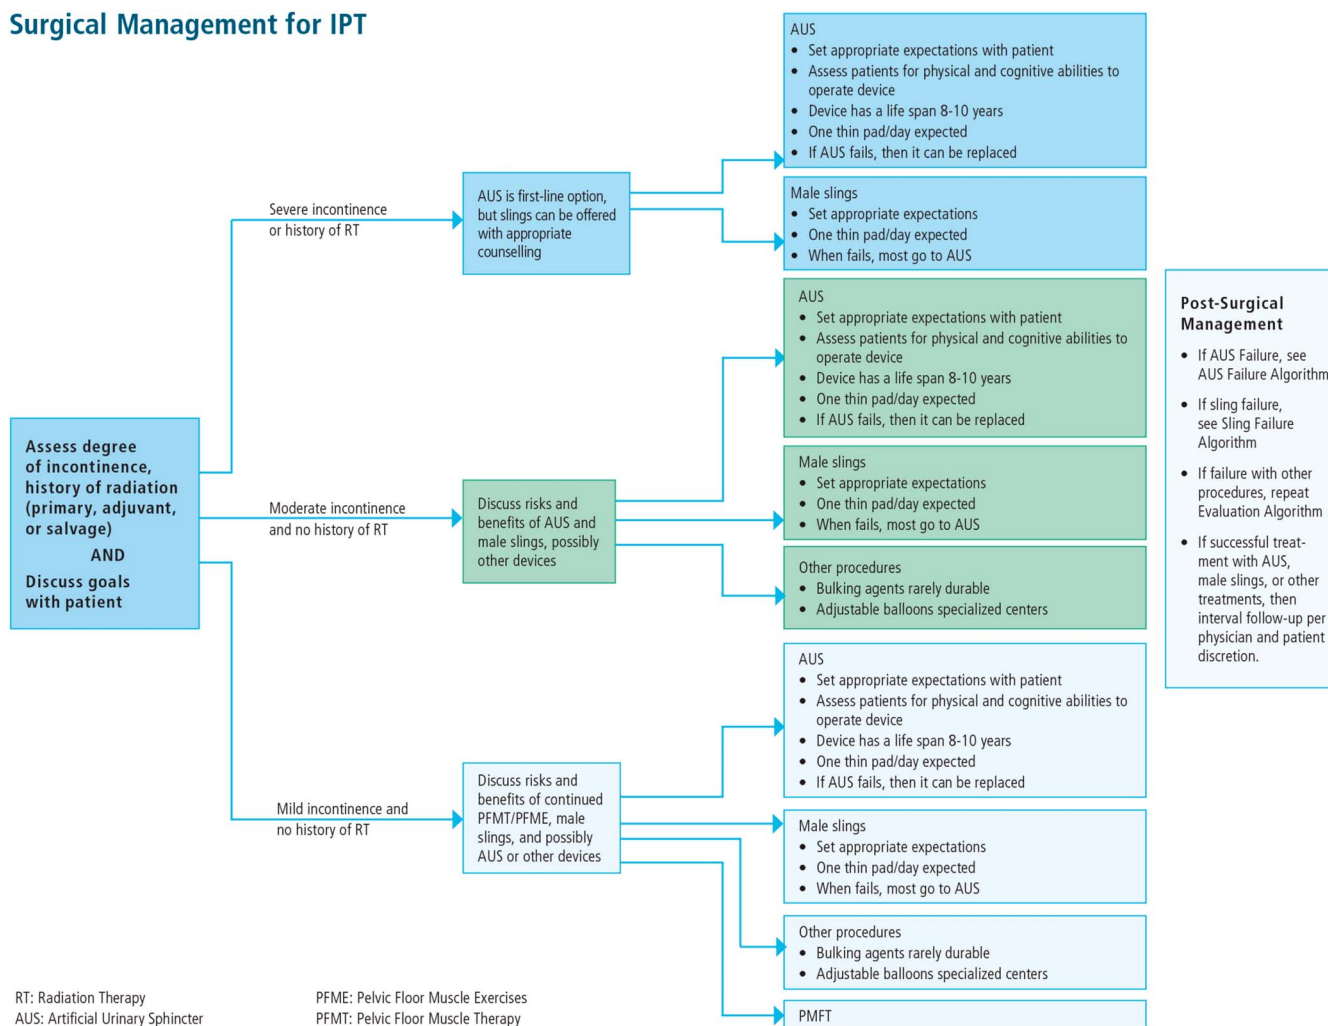 Surgical Management for IPT
Assess degree
of incontinence,
history of radiation
(primary, adjuvant,
or salvage)
AND
Discuss goals
with patient
Severe incontinence
or history of RT
AUS is first-line option,
but slings can be offered
with appropriate
counselling
AUS
• Set appropriate expectations with patient
• Assess patients for physical and cognitive abilities to
operate device
• Device has a life span 8-10 years
• One thin pad/day expected
• If AUS fails, then it can be replaced
Male slings
• Set appropriate expectations
• One thin pad/day expected
• When fails, most go to AUS
Moderate incontinence
and no history of RT
Discuss risks and
benefits of AUS and
male slings, possibly
other devices
AUS
• Set appropriate expectations with patient
• Assess patients for physical and cognitive abilities to
operate device
• Device has a life span 8-10 years
• One thin pad/day expected
• If AUS fails, then it can be replaced
Male slings
• Set appropriate expectations
• One thin pad/day expected
• When fails, most go to AUS
Other procedures
• Bulking agents rarely durable
• Adjustable balloons specialized centers
Mild incontinence and
no history of RT
Discuss risks and
benefits of continued
PFMT/PFME, male
slings, and possibly
AUS or other devices
AUS
• Set appropriate expectations with patient
• Assess patients for physical and cognitive abilities to
operate device
• Device has a life span 8-10 years
• One thin pad/day expected
• If AUS fails, then it can be replaced
Male slings
• Set appropriate expectations
• One thin pad/day expected
• When fails, most go to AUS
Other procedures
• Bulking agents rarely durable
• Adjustable balloons specialized centers
PMFT
Post-Surgical
Management
• If AUS Failure, see
AUS Failure Algorithm
• If sling failure,
see Sling Failure
Algorithm
• If failure with other
procedures, repeat
Evaluation Algorithm
• If successful treat-
ment with AUS,
male slings, or other
treatments, then
interval follow-up per
physician and patient
discretion.
RT: Radiation Therapy
AUS: Artificial Urinary Sphincter
PFME: Pelvic Floor Muscle Exercises
PFMT: Pelvic Floor Muscle Therapy